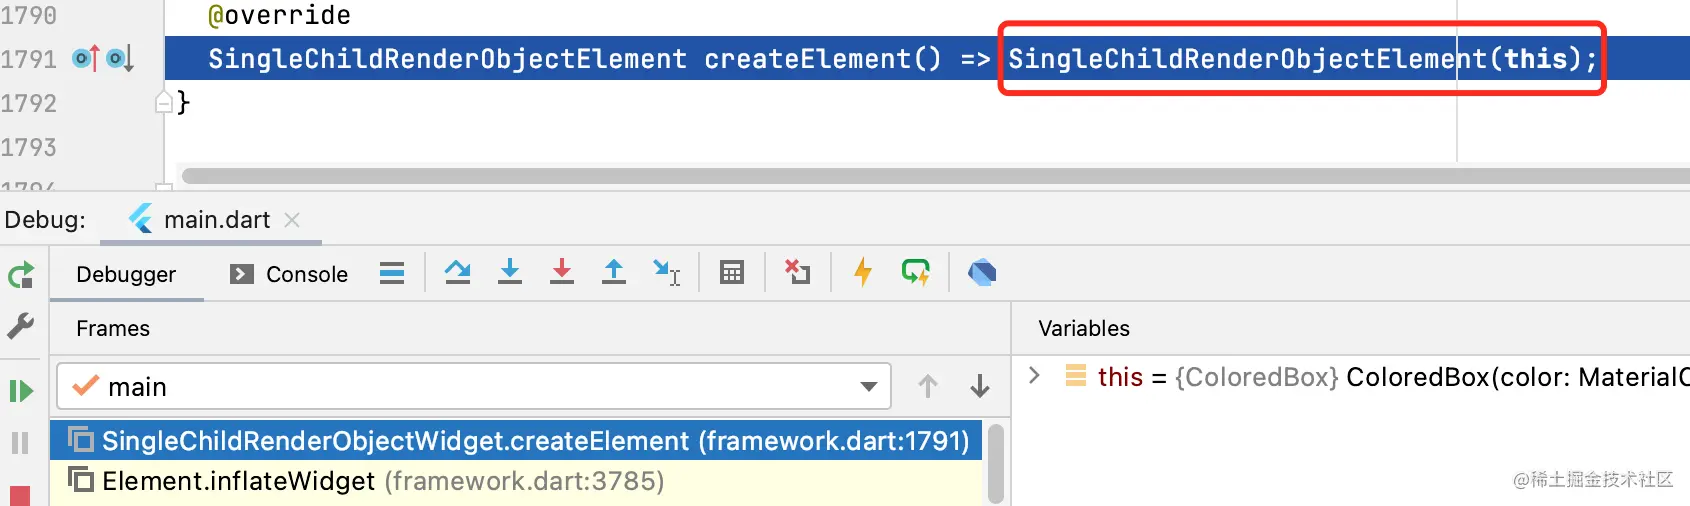 1790 @override
1791 SingleChildRenderObjectElement createElement() => SingleChildRenderObjectElement(this);
1792 }
1793
1794
Debug: main.dart
Debugger Console
Frames
Variables
main
this = {ColoredBox} ColoredBox(color: MaterialC
SingleChildRenderObjectWidget.createElement (framework.dart:1791)
Element.inflateWidget (framework.dart:3785)
@稀土掘金技术社区